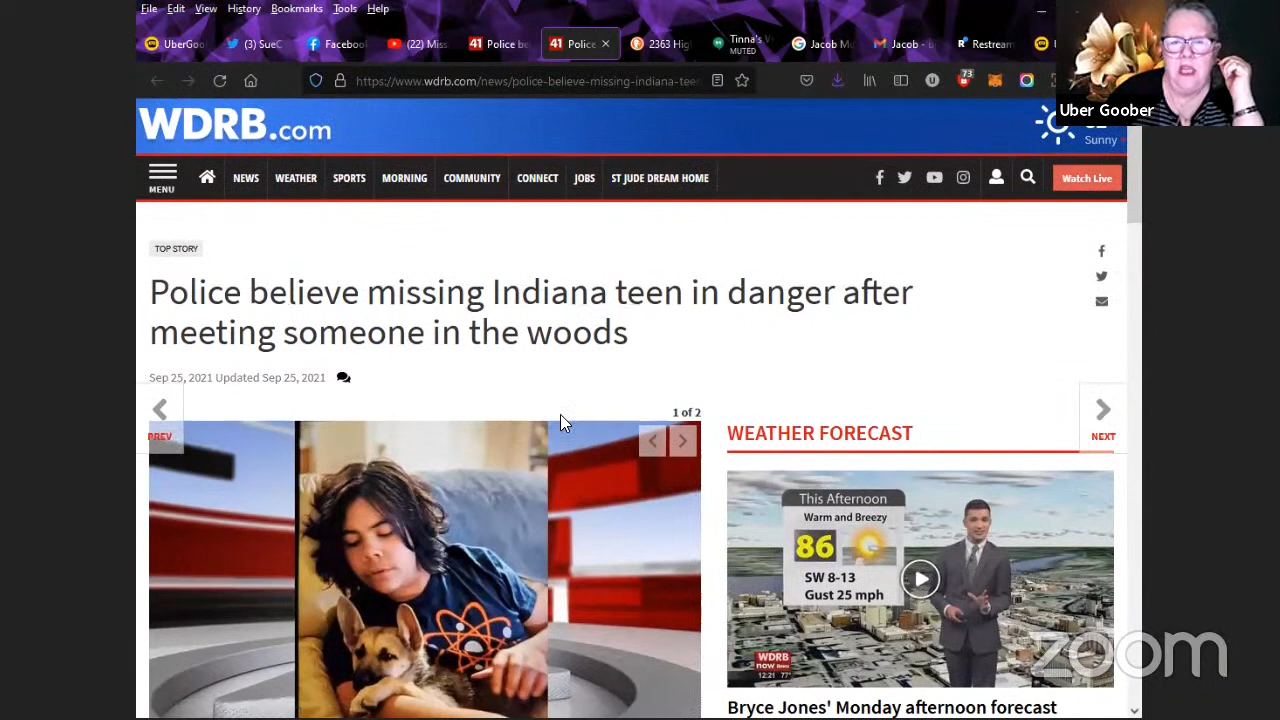 File Edit View History Bookmarks Tools Help
UberGoo
(3) SueC
Faceboo
(22) Mis
Police be
Police
2363 Hig
Tinna's
MUTED
Jacob M
Jacob - b
Restream
https://www.wdrb.com/news/police-believe-missing-indiana-tee
73
Uber Goober
WDRB.com
Sunny
MENU
NEWS WEATHER SPORTS MORNING COMMUNITY CONNECT JOBS ST JUDE DREAM HOME
Watch Live
TOP STORY
Police believe missing Indiana teen in danger after
meeting someone in the woods
Sep 25, 2021 Updated Sep 25, 2021
PREV
1 of 2
NEXT
WEATHER FORECAST
This Afternoon
Warm and Breezy
86
SW 8-13
Gust 25 mph
WDRB
now
12:21 77°
zoom
Bryce Jones' Monday afternoon forecast